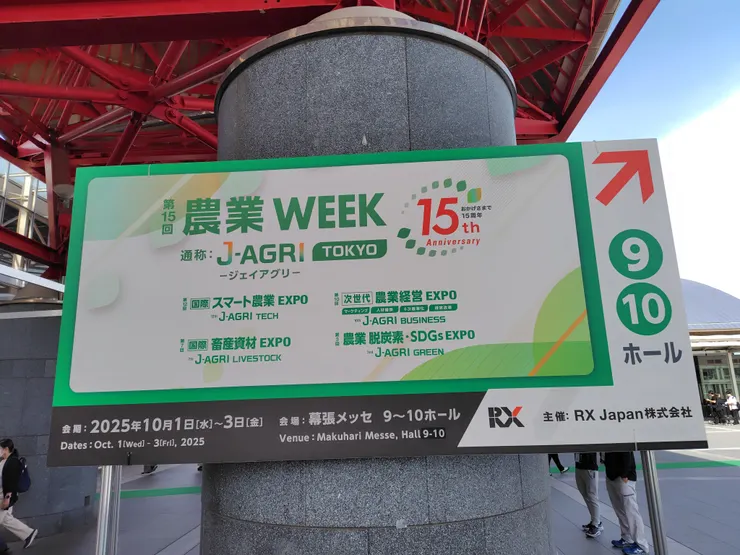 第15回
農業 WEEK
通称: J-AGRI TOKYO
ージェイアグリー
15th
Anniversary
おかげさまで
15周年
国際 スマート農業 EXPO
J-AGRI TECH
次世代 農業経営 EXPO
J-AGRI BUSINESS
国際 畜産資材 EXPO
J-AGRI LIVESTOCK
農業 脱炭素・SDGs EXPO
J-AGRI GREEN
9
10
ホール
会期: 2025年10月1日[水]~3日[金]
会場: 幕張メッセ 9~10ホール
Dates: Oct. 1[Wed] - 3[Fri], 2025
Venue: Makuhari Messe, Hall 9-10
RX
主催: RX Japan株式会社